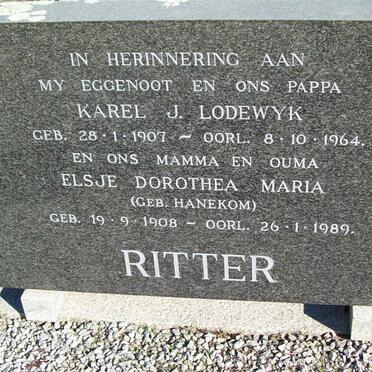 IN HERINNERING AAN
MY EGGENOOT EN ONS PAPPA
KAREL J. LODEWYK
GEB. 28·1·1907 ~ OORL. 8·10·1964.
EN ONS MAMMA EN OUMA
ELSJE DOROTHEA MARIA
(GEB. HANEKOM)
GEB. 19·9·1908 ~ OORL. 26·1·1989.
RITTER